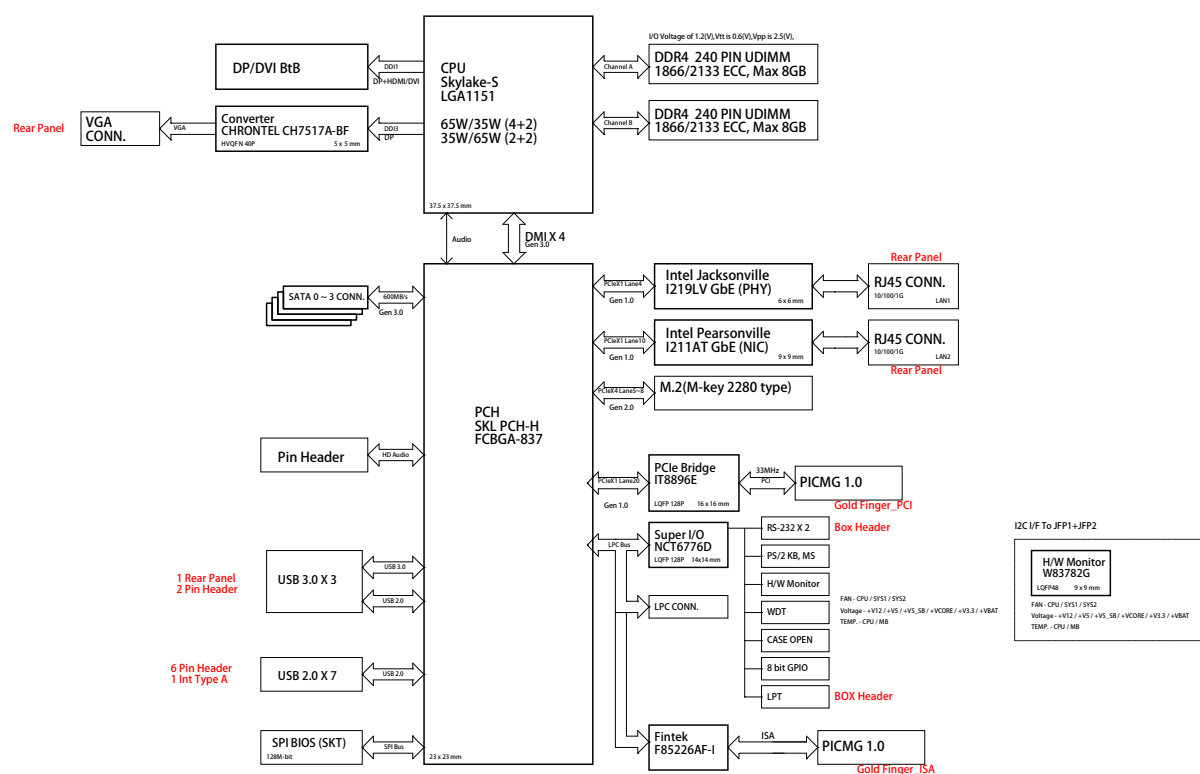 I/O Voltage of 1.2(V),Vtt is 0.6(V),Vpp is 2.5(V),
DP/DVI BtB
DDI1
DP+HDMI/DVI
CPU
Skylake-S
LGA1151
65W/35W (4+2)
35W/65W (2+2)
37.5 x 37.5 mm
Channel A
DDR4 240 PIN UDIMM
1866/2133 ECC, Max 8GB
Channel B
DDR4 240 PIN UDIMM
1866/2133 ECC, Max 8GB
Rear Panel
VGA
CONN.
VGA
Converter
CHRONTEL CH7517A-BF
HVQFN 40P
5 x 5 mm
DDI3
DP
Audio
DMI X 4
Gen 3.0
SATA 0 ~ 3 CONN.
600MB/s
Gen 3.0
PCH
SKL PCH-H
FCBGA-837
23 x 23 mm
PCIeX1 Lane4
Gen 1.0
Intel Jacksonville
I219LV GbE (PHY)
6 x 6 mm
Rear Panel
RJ45 CONN.
10/100/1G
LAN1
PCIeX1 Lane10
Gen 1.0
Intel Pearsonville
I211AT GbE (NIC)
9 x 9 mm
RJ45 CONN.
10/100/1G
LAN2
Rear Panel
PCIeX4 Lane5~8
Gen 2.0
M.2(M-key 2280 type)
Pin Header
HD Audio
PCIeX1 Lane20
Gen 1.0
PCIe Bridge
IT8896E
LQFP 128P
16 x 16 mm
33MHz
PCI
PICMG 1.0
Gold Finger_PCI
LPC Bus
Super I/O
NCT6776D
LQFP 128P
14x14 mm
RS-232 X 2
Box Header
PS/2 KB, MS
H/W Monitor
FAN - CPU / SYS1 / SYS2
Voltage - +V12 / +V5 / +V5_SB / +VCORE / +V3.3 / +VBAT
TEMP. - CPU / MB
WDT
CASE OPEN
8 bit GPIO
LPT
BOX Header
LPC CONN.
I2C I/F To JFP1+JFP2
H/W Monitor
W83782G
LQFP48
9 x 9 mm
FAN - CPU / SYS1 / SYS2
Voltage - +V12 / +V5 / +V5_SB / +VCORE / +V3.3 / +VBAT
TEMP. - CPU / MB
1 Rear Panel
2 Pin Header
USB 3.0 X 3
USB 3.0
USB 2.0
6 Pin Header
1 Int Type A
USB 2.0 X 7
USB 2.0
SPI BIOS (SKT)
128M-bit
SPI Bus
Fintek
F85226AF-I
ISA
PICMG 1.0
Gold Finger_ISA